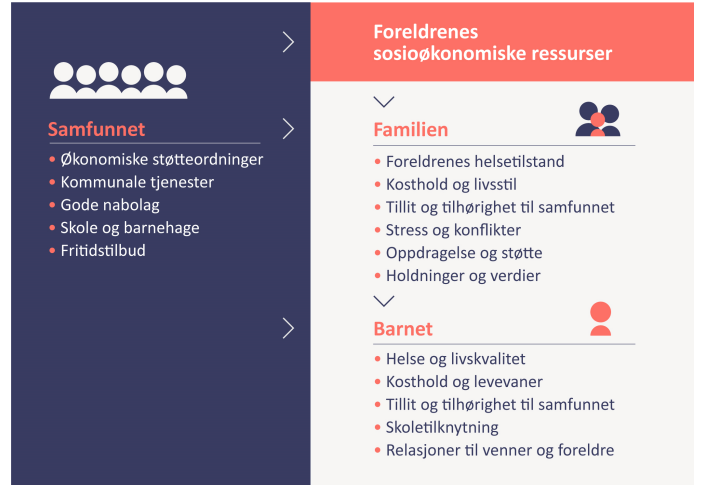 Samfunnet
• Økonomiske støtteordninger
• Kommunale tjenester
• Gode nabolag
• Skole og barnehage
• Fritidstilbud
Foreldrenes
sosioøkonomiske ressurser
Familien
• Foreldrenes helsetilstand
• Kosthold og livsstil
• Tillit og tilhørighet til samfunnet
• Stress og konflikter
• Oppdragelse og støtte
• Holdninger og verdier
Barnet
• Helse og livskvalitet
• Kosthold og levevaner
• Tillit og tilhørighet til samfunnet
• Skoletilknytning
• Relasjoner til venner og foreldre